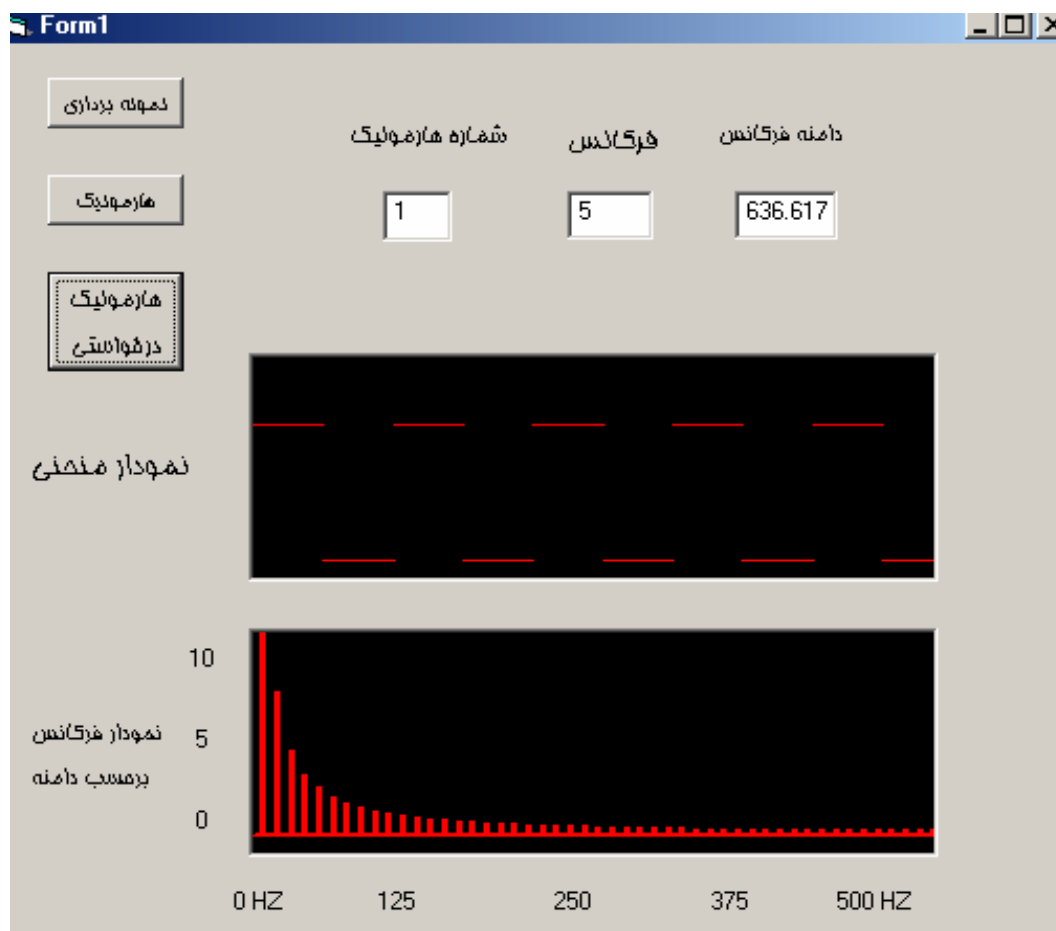 Form1
نمونه برداری
شماره هارمونیک
فرکانس
دامنه فرکانس
هارمونیک
1
5
636.617
هارمونیک
درخواستی
نمودار منحنی
10
نمودار فرکانس
5
برحسب دامنه
0
0 HZ 125 250 375 500 HZ